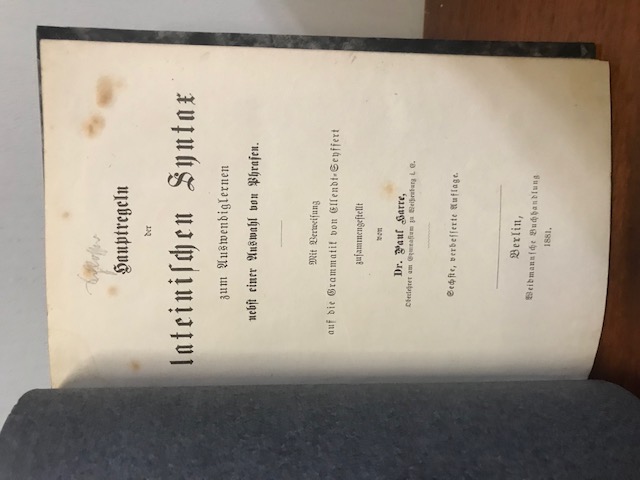 Hauptregeln
der
lateinischen Syntax
zum Auswendiglernen
nebst einer Auswahl von Phrasen.
Mit Verweisung
auf die Grammatik von Ellendt-Seyffert
zusammengestellt
von
Dr. Paul Harre,
Oberlehrer am Gymnasium zu Weißenburg i. E.
Sechste, verbesserte Auflage.
Berlin,
Weidmannsche Buchhandlung.
1881.